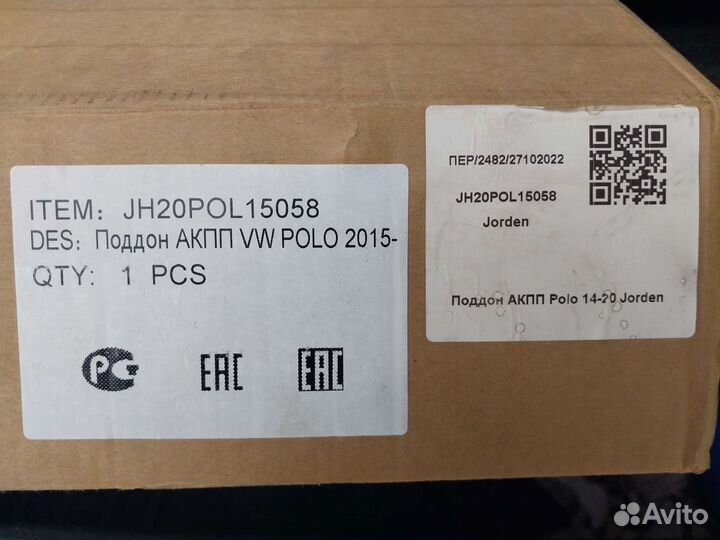 ITEM: JH20POL15058
DES: Поддон АКПП VW POLO 2015-
QTY: 1 PCS
РСТ
EAC
EAC
ПЕР/2482/27102022
JH20POL15058
Jorden
Поддон АКПП Polo 14-20 Jorden
Avito